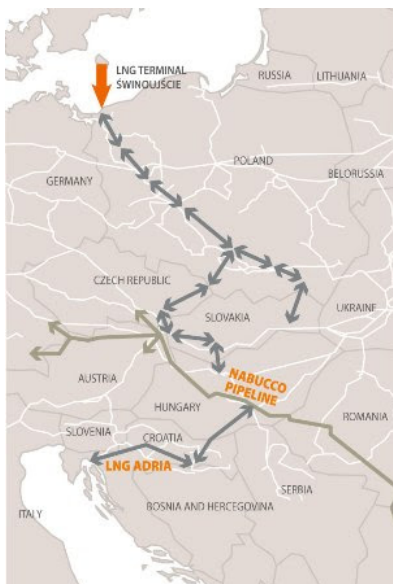 LNG TERMINAL
ŚWINOUJŚCIE
RUSSIA
LITHUANIA
POLAND
BELORUSSIA
GERMANY
CZECH REPUBLIC
SLOVAKIA
UKRAINE
NABUCCO
PIPELINE
AUSTRIA
HUNGARY
ROMANIA
SLOVENIA
CROATIA
LNG ADRIA
SERBIA
BOSNIA AND HERCEGOVINA
ITALY